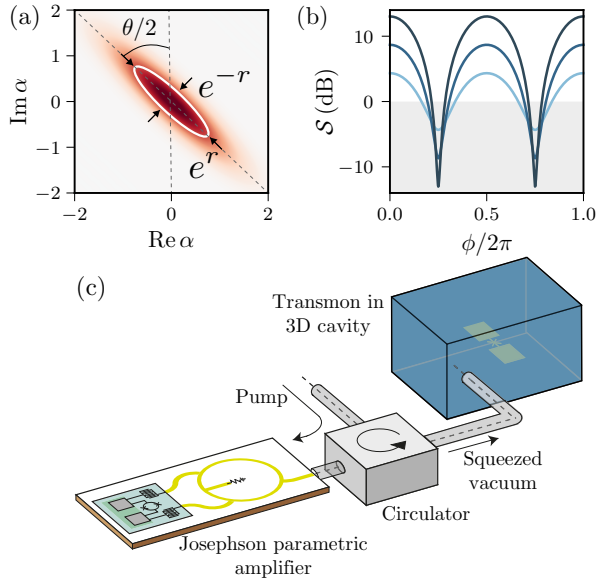 (a)
θ/2
e^{-r}
e^{r}
Im α
2
1
0
−1
−2
−2
0
2
Re α
(b)
S (dB)
10
0
−10
0.0
0.5
1.0
ϕ/2π
(c)
Transmon in
3D cavity
Pump
Squeezed
vacuum
Circulator
Josephson parametric
amplifier